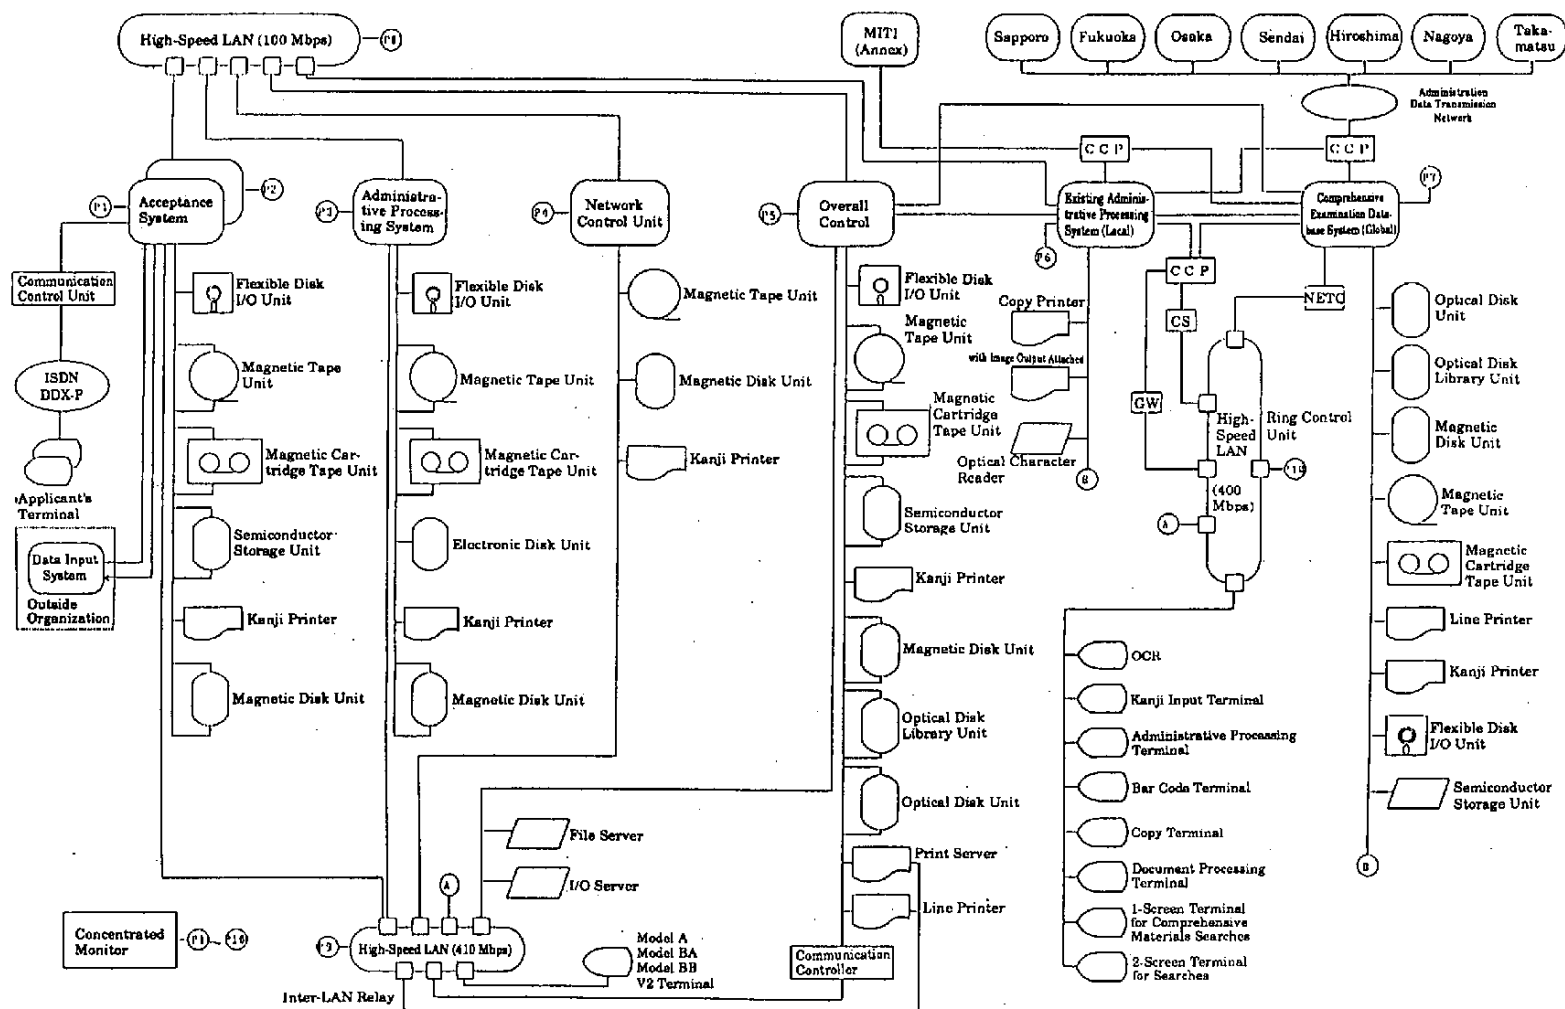 High-Speed LAN (100 Mbps)
P8
MITI
(Annex)
Sapporo
Fukuoka
Osaka
Sendai
Hiroshima
Nagoya
Taka-
matsu
Administration
Data Transmission
Network
CCP
CCP
P1
Acceptance
System
P2
P3
Administra-
tive Process-
ing System
P4
Network
Control Unit
P5
Overall
Control
Existing Adminis-
trative Processing
System (Local)
P6
Comprehensive
Examination Data-
base System (Global)
P7
Communication
Control Unit
ISDN
DDX-P
Applicant's
Terminal
Data Input
System
Outside
Organization
Flexible Disk
I/O Unit
Magnetic Tape
Unit
Magnetic Car-
tridge Tape Unit
Semiconductor
Storage Unit
Kanji Printer
Magnetic Disk Unit
Flexible Disk
I/O Unit
Magnetic Tape Unit
Magnetic Car-
tridge Tape Unit
Electronic Disk Unit
Kanji Printer
Magnetic Disk Unit
Magnetic Tape Unit
Magnetic Disk Unit
Kanji Printer
Flexible Disk
I/O Unit
Magnetic
Tape Unit
Magnetic
Cartridge
Tape Unit
Semiconductor
Storage Unit
Kanji Printer
Magnetic Disk Unit
Optical Disk
Library Unit
Optical Disk Unit
Print Server
Line Printer
Communication
Controller
Copy Printer
with Image Output Attached
Optical Character
Reader
B
CCP
CS
GW
NETC
High-
Speed
LAN
(400
Mbps)
Ring Control
Unit
P10
A
OCR
Kanji Input Terminal
Administrative Processing
Terminal
Bar Code Terminal
Copy Terminal
Document Processing
Terminal
1-Screen Terminal
for Comprehensive
Materials Searches
2-Screen Terminal
for Searches
Optical Disk
Unit
Optical Disk
Library Unit
Magnetic
Disk Unit
Magnetic
Tape Unit
Magnetic
Cartridge
Tape Unit
Line Printer
Kanji Printer
Flexible Disk
I/O Unit
Semiconductor
Storage Unit
B
File Server
I/O Server
A
Concentrated
Monitor
P1
P10
P9
High-Speed LAN (410 Mbps)
Model A
Model BA
Model BB
V2 Terminal
Inter-LAN Relay